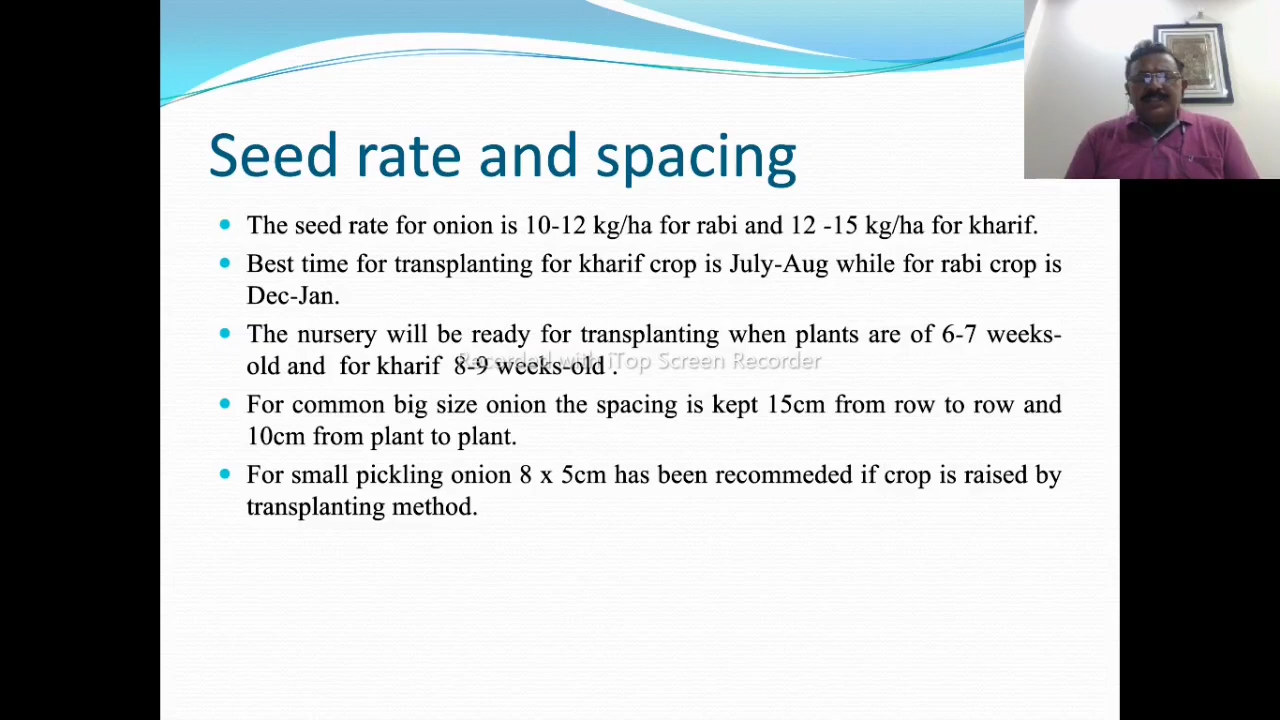 Seed rate and spacing
The seed rate for onion is 10-12 kg/ha for rabi and 12 -15 kg/ha for kharif.
Best time for transplanting for kharif crop is July-Aug while for rabi crop is
Dec-Jan.
The nursery will be ready for transplanting when plants are of 6-7 weeks-
old and for kharif 8-9 weeks-old .
Recorded with iTop Screen Recorder
For common big size onion the spacing is kept 15cm from row to row and
10cm from plant to plant.
For small pickling onion 8 x 5cm has been recommeded if crop is raised by
transplanting method.